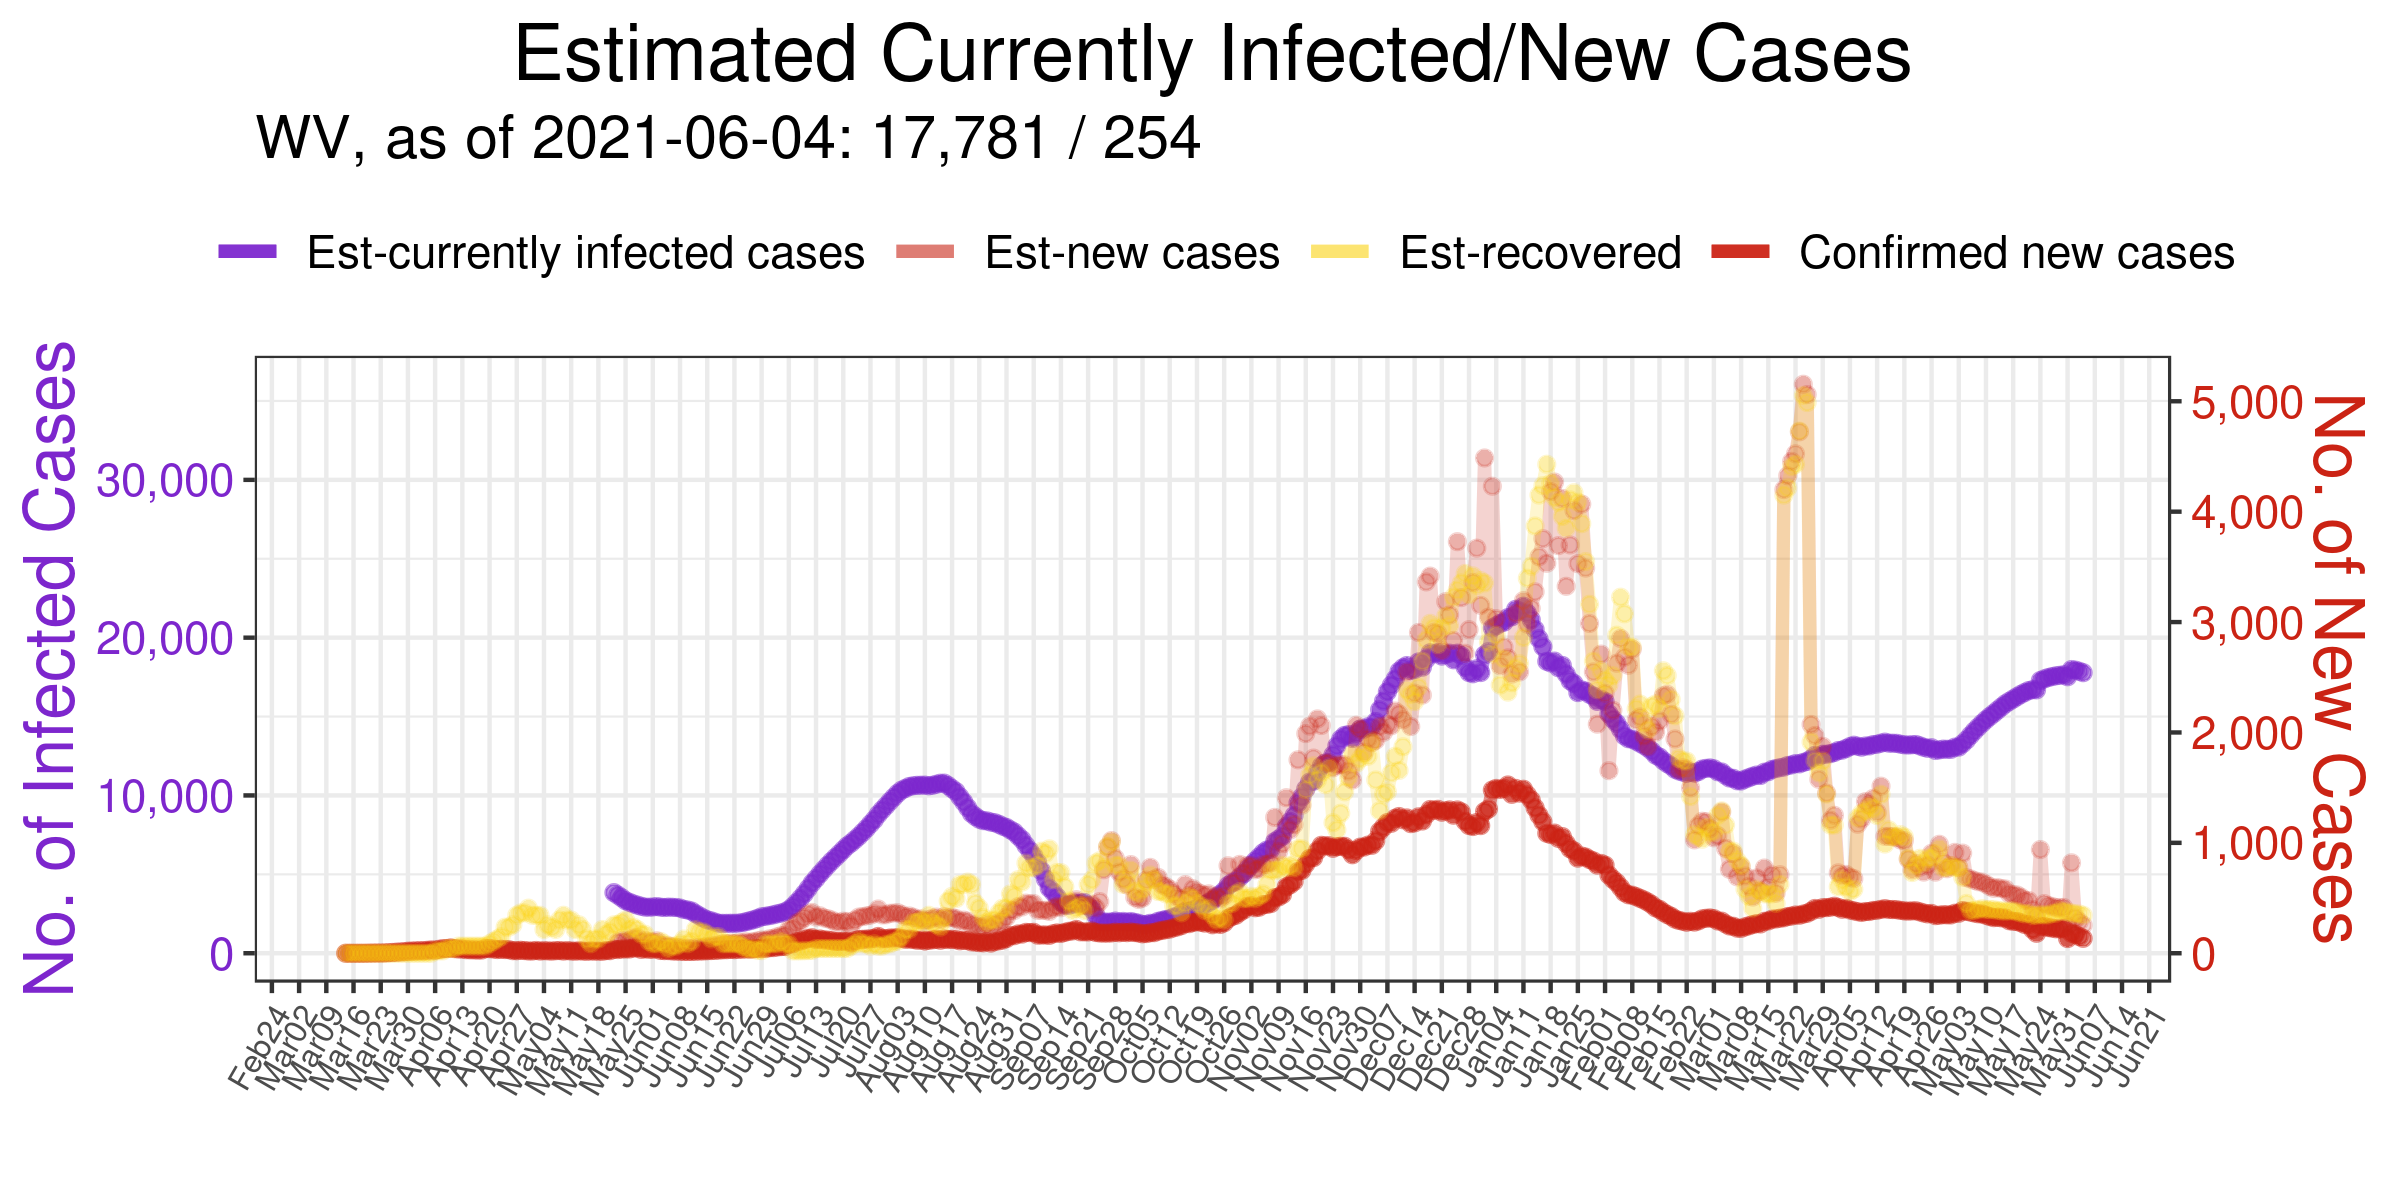 Estimated Currently Infected/New Cases
WV, as of 2021-06-04: 17,781 / 254
Est-currently infected cases Est-new cases Est-recovered Confirmed new cases
No. of Infected Cases
30,000
20,000
10,000
0
5,000
4,000
3,000
2,000
1,000
0
No. of New Cases
Feb24 Mar02 Mar09 Mar16 Mar23 Mar30 Apr06 Apr13 Apr20 Apr27 May04 May11 May18 May25 Jun01 Jun08 Jun15 Jun22 Jun29 Jul06 Jul13 Jul20 Jul27 Aug03 Aug10 Aug17 Aug24 Aug31 Sep07 Sep14 Sep21 Sep28 Oct05 Oct12 Oct19 Oct26 Nov02 Nov09 Nov16 Nov23 Nov30 Dec07 Dec14 Dec21 Dec28 Jan04 Jan11 Jan18 Jan25 Feb01 Feb08 Feb15 Feb22 Mar01 Mar08 Mar15 Mar22 Mar29 Apr05 Apr12 Apr19 Apr26 May03 May10 May17 May24 May31 Jun07 Jun14 Jun21